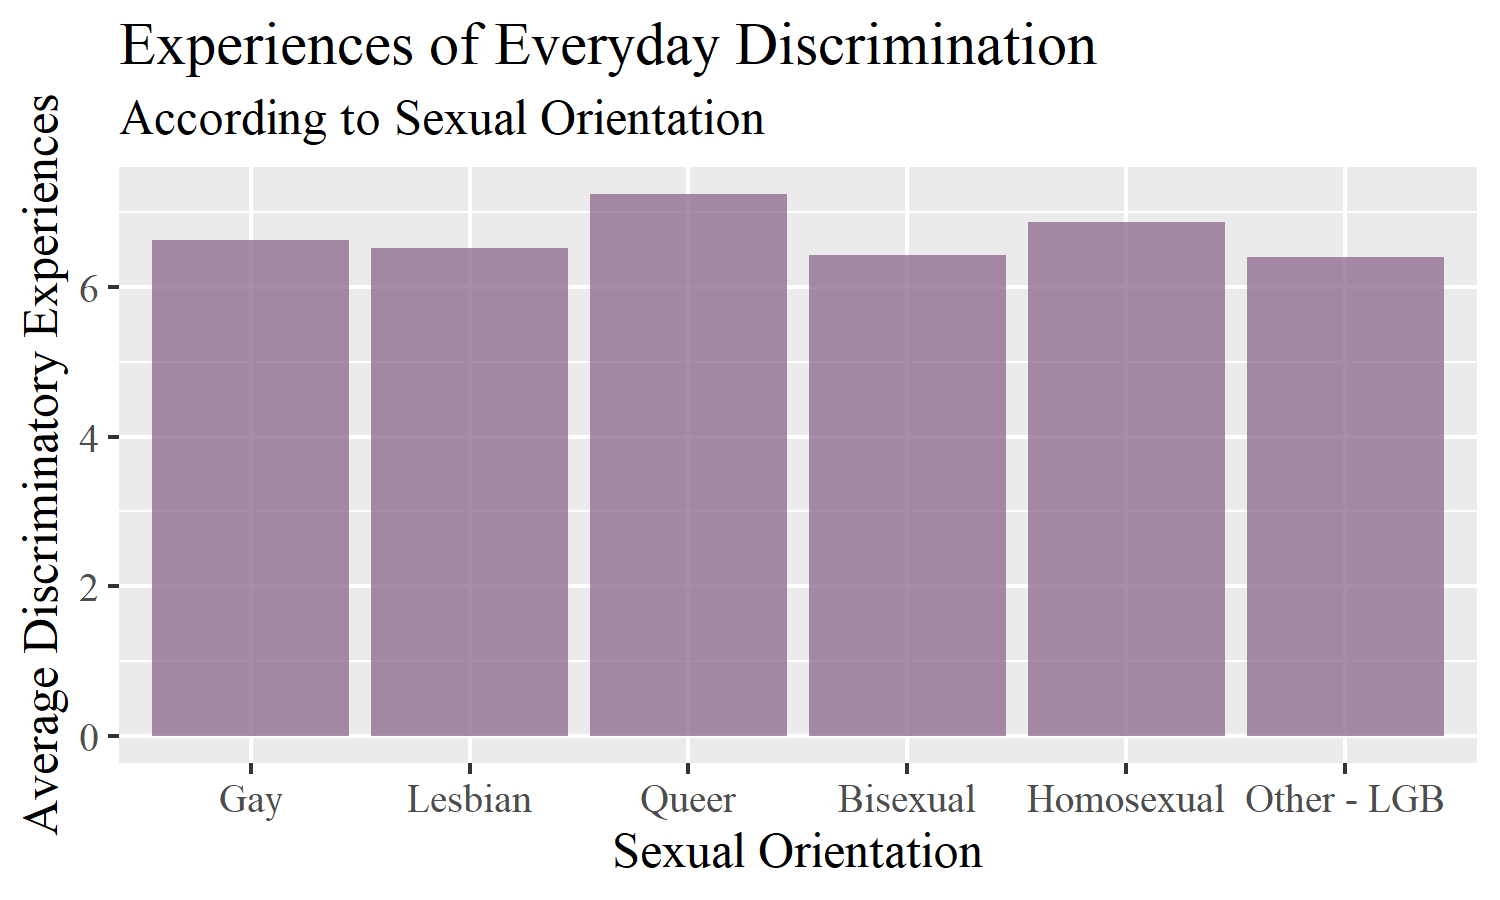 Experiences of Everyday Discrimination
According to Sexual Orientation
Average Discriminatory Experiences
6
4
2
0
Gay Lesbian Queer Bisexual Homosexual Other - LGB
Sexual Orientation